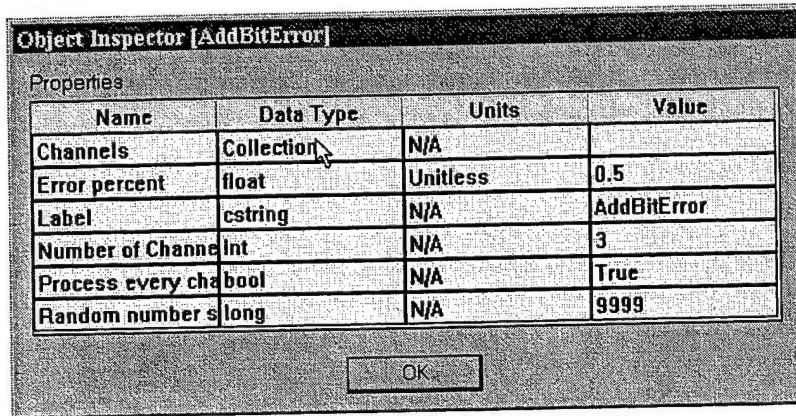 Object Inspector [AddBitError]
Properties
Name Data Type Units Value
Channels Collection N/A
Error percent float Unitless 0.5
Label cstring N/A AddBitError
Number of Channe Int N/A 3
Process every cha bool N/A True
Random number s long N/A 9999
OK